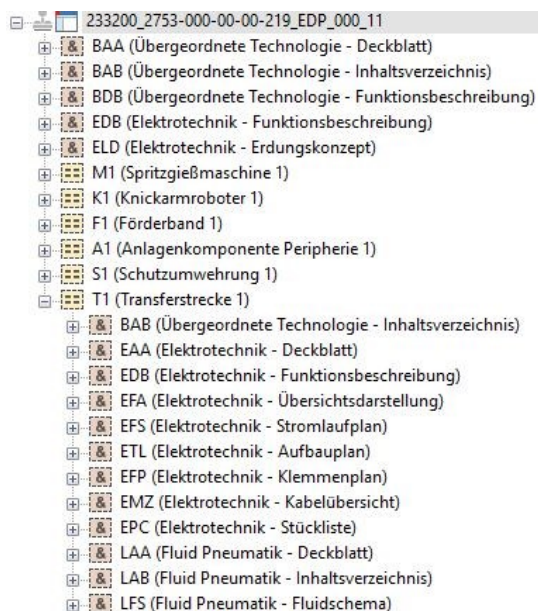 233200_2753-000-00-00-219_EDP_000_11
BAA (Übergeordnete Technologie - Deckblatt)
BAB (Übergeordnete Technologie - Inhaltsverzeichnis)
BDB (Übergeordnete Technologie - Funktionsbeschreibung)
EDB (Elektrotechnik - Funktionsbeschreibung)
ELD (Elektrotechnik - Erdungskonzept)
M1 (Spritzgießmaschine 1)
K1 (Knickarmroboter 1)
F1 (Förderband 1)
A1 (Anlagenkomponente Peripherie 1)
S1 (Schutzumwehrung 1)
T1 (Transferstrecke 1)
BAB (Übergeordnete Technologie - Inhaltsverzeichnis)
EAA (Elektrotechnik - Deckblatt)
EDB (Elektrotechnik - Funktionsbeschreibung)
EFA (Elektrotechnik - Übersichtsdarstellung)
EFS (Elektrotechnik - Stromlaufplan)
ETL (Elektrotechnik - Aufbauplan)
EFP (Elektrotechnik - Klemmenplan)
EMZ (Elektrotechnik - Kabelübersicht)
EPC (Elektrotechnik - Stückliste)
LAA (Fluid Pneumatik - Deckblatt)
LAB (Fluid Pneumatik - Inhaltsverzeichnis)
LFS (Fluid Pneumatik - Fluidschema)